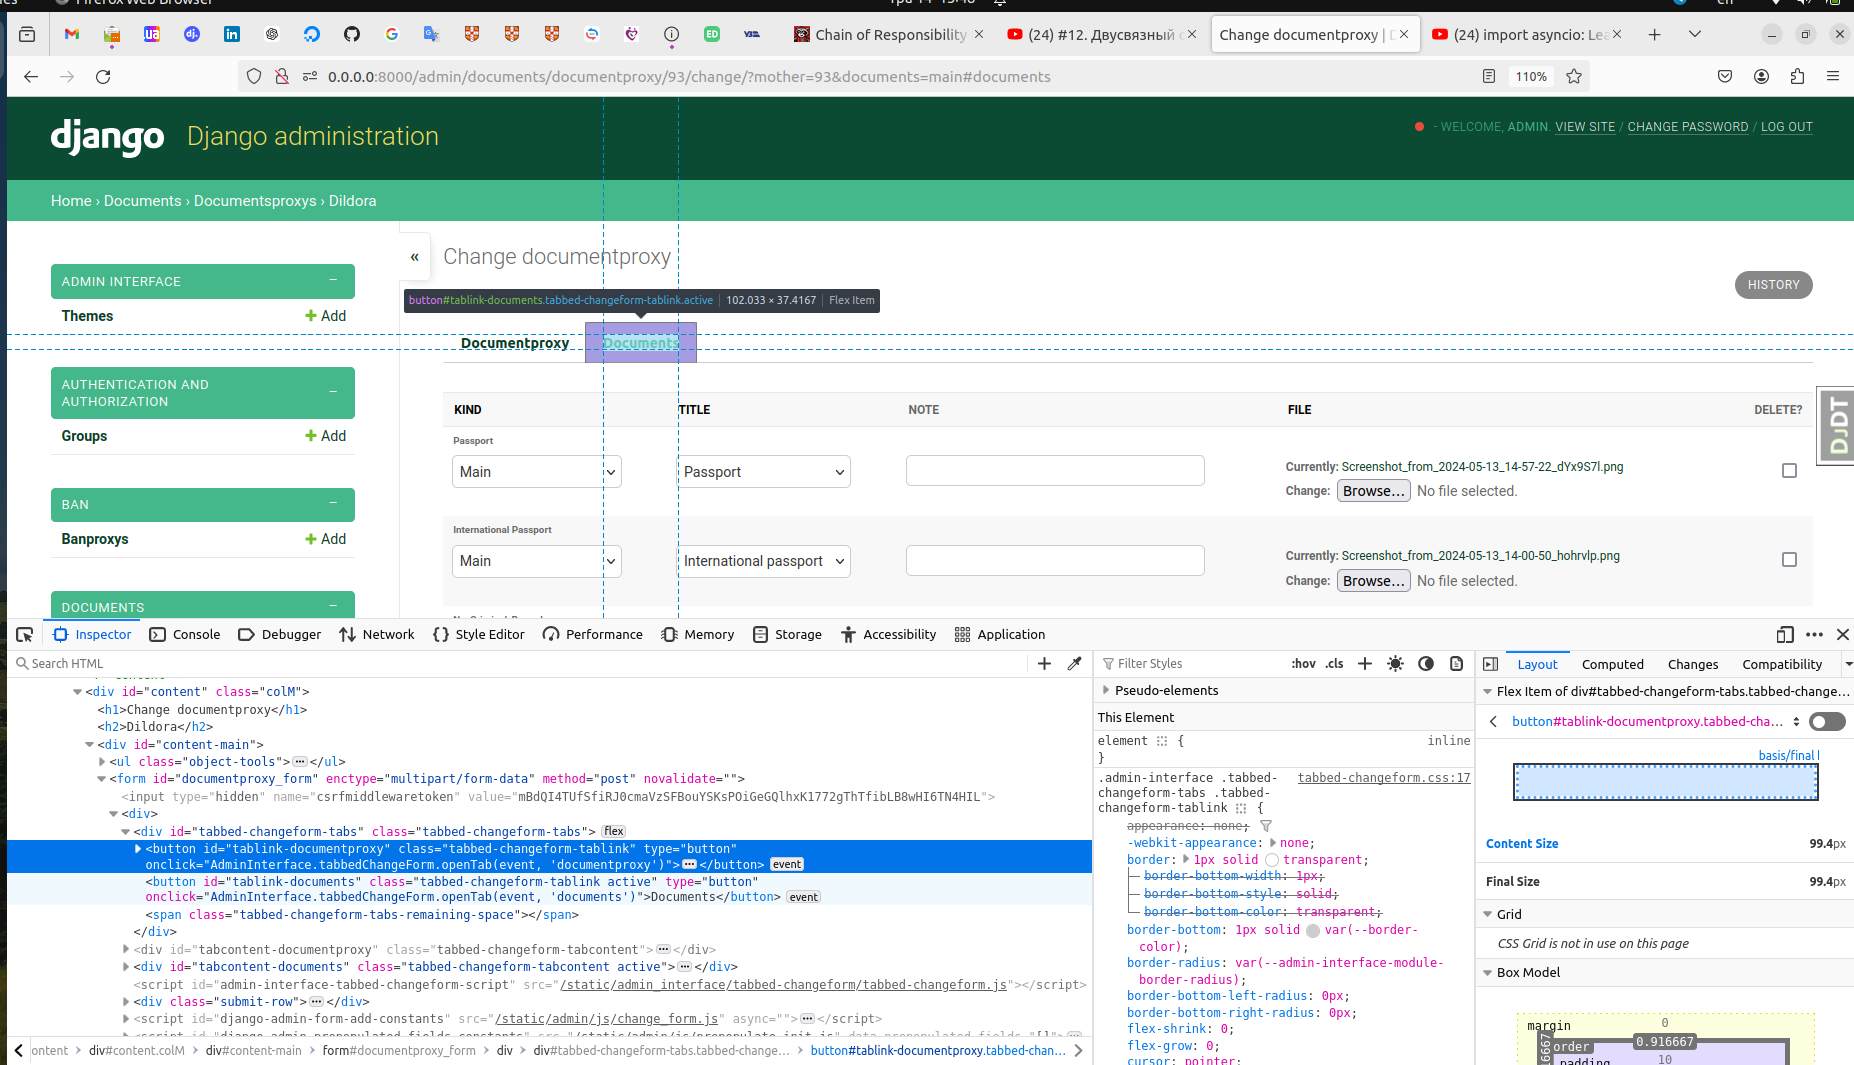 Firefox Web Browser
en
Chain of Responsibility
(24) #12. Двусвязный
Change documentproxy |
(24) import asyncio: Le
0.0.0.0:8000/admin/documents/documentproxy/93/change/?mother=93&documents=main#documents
110%
django
Django administration
- WELCOME, ADMIN. VIEW SITE / CHANGE PASSWORD / LOG OUT
Home › Documents › Documentsproxys › Dildora
ADMIN INTERFACE
Themes
Add
AUTHENTICATION AND
AUTHORIZATION
Groups
Add
BAN
Banproxys
Add
DOCUMENTS
«
Change documentproxy
HISTORY
button#tablink-documents.tabbed-changeform-tablink.active | 102.033 × 37.4167 | Flex Item
Documentproxy
Documents
KIND TITLE NOTE FILE DELETE?
Passport
Main
Passport
Currently: Screenshot_from_2024-05-13_14-57-22_dYx9S7l.png
Change: Browse... No file selected.
International Passport
Main
International passport
Currently: Screenshot_from_2024-05-13_14-00-50_hohrvlp.png
Change: Browse... No file selected.
DJDT
Inspector
Console
Debugger
Network
Style Editor
Performance
Memory
Storage
Accessibility
Application
Search HTML
<div id="content" class="colM">
<h1>Change documentproxy</h1>
<h2>Dildora</h2>
<div id="content-main">
<ul class="object-tools"></ul>
<form id="documentproxy_form" enctype="multipart/form-data" method="post" novalidate="">
<input type="hidden" name="csrfmiddlewaretoken" value="mBdQI4TUfSfiRJ0cmaVzSFBouYSKsPOiGeGQlhxK1772gThTfibLB8wHI6TN4HIL">
<div>
<div id="tabbed-changeform-tabs" class="tabbed-changeform-tabs"> flex
<button id="tablink-documentproxy" class="tabbed-changeform-tablink" type="button"
onclick="AdminInterface.tabbedChangeForm.openTab(event, 'documentproxy')"></button> event
<button id="tablink-documents" class="tabbed-changeform-tablink active" type="button"
onclick="AdminInterface.tabbedChangeForm.openTab(event, 'documents')">Documents</button> event
<span class="tabbed-changeform-tabs-remaining-space"></span>
</div>
<div id="tabcontent-documentproxy" class="tabbed-changeform-tabcontent"></div>
<div id="tabcontent-documents" class="tabbed-changeform-tabcontent active"></div>
<script id="admin-interface-tabbed-changeform-script" src="/static/admin_interface/tabbed-changeform/tabbed-changeform.js"></script>
<div class="submit-row"></div>
<script id="django-admin-form-add-constants" src="/static/admin/js/change_form.js" async=""></script>
ontent
div#content.colM
div#content-main
form#documentproxy_form
div
div#tabbed-changeform-tabs.tabbed-change...
button#tablink-documentproxy.tabbed-chan...
Filter Styles
:hov .cls
Pseudo-elements
This Element
element { inline
}
.admin-interface .tabbed- tabbed-changeform.css:17
changeform-tabs .tabbed-
changeform-tablink {
appearance: none;
-webkit-appearance: none;
border: 1px solid transparent;
border-bottom-width: 1px;
border-bottom-style: solid;
border-bottom-color: transparent;
border-bottom: 1px solid var(--border-
color);
border-radius: var(--admin-interface-module-
border-radius);
border-bottom-left-radius: 0px;
border-bottom-right-radius: 0px;
flex-shrink: 0;
flex-grow: 0;
cursor: pointer;
Layout
Computed
Changes
Compatibility
Flex Item of div#tabbed-changeform-tabs.tabbed-change...
button#tablink-documentproxy.tabbed-cha...
basis/final
Content Size 99.4px
Final Size 99.4px
Grid
CSS Grid is not in use on this page
Box Model
margin 0
border 0.916667
padding 10